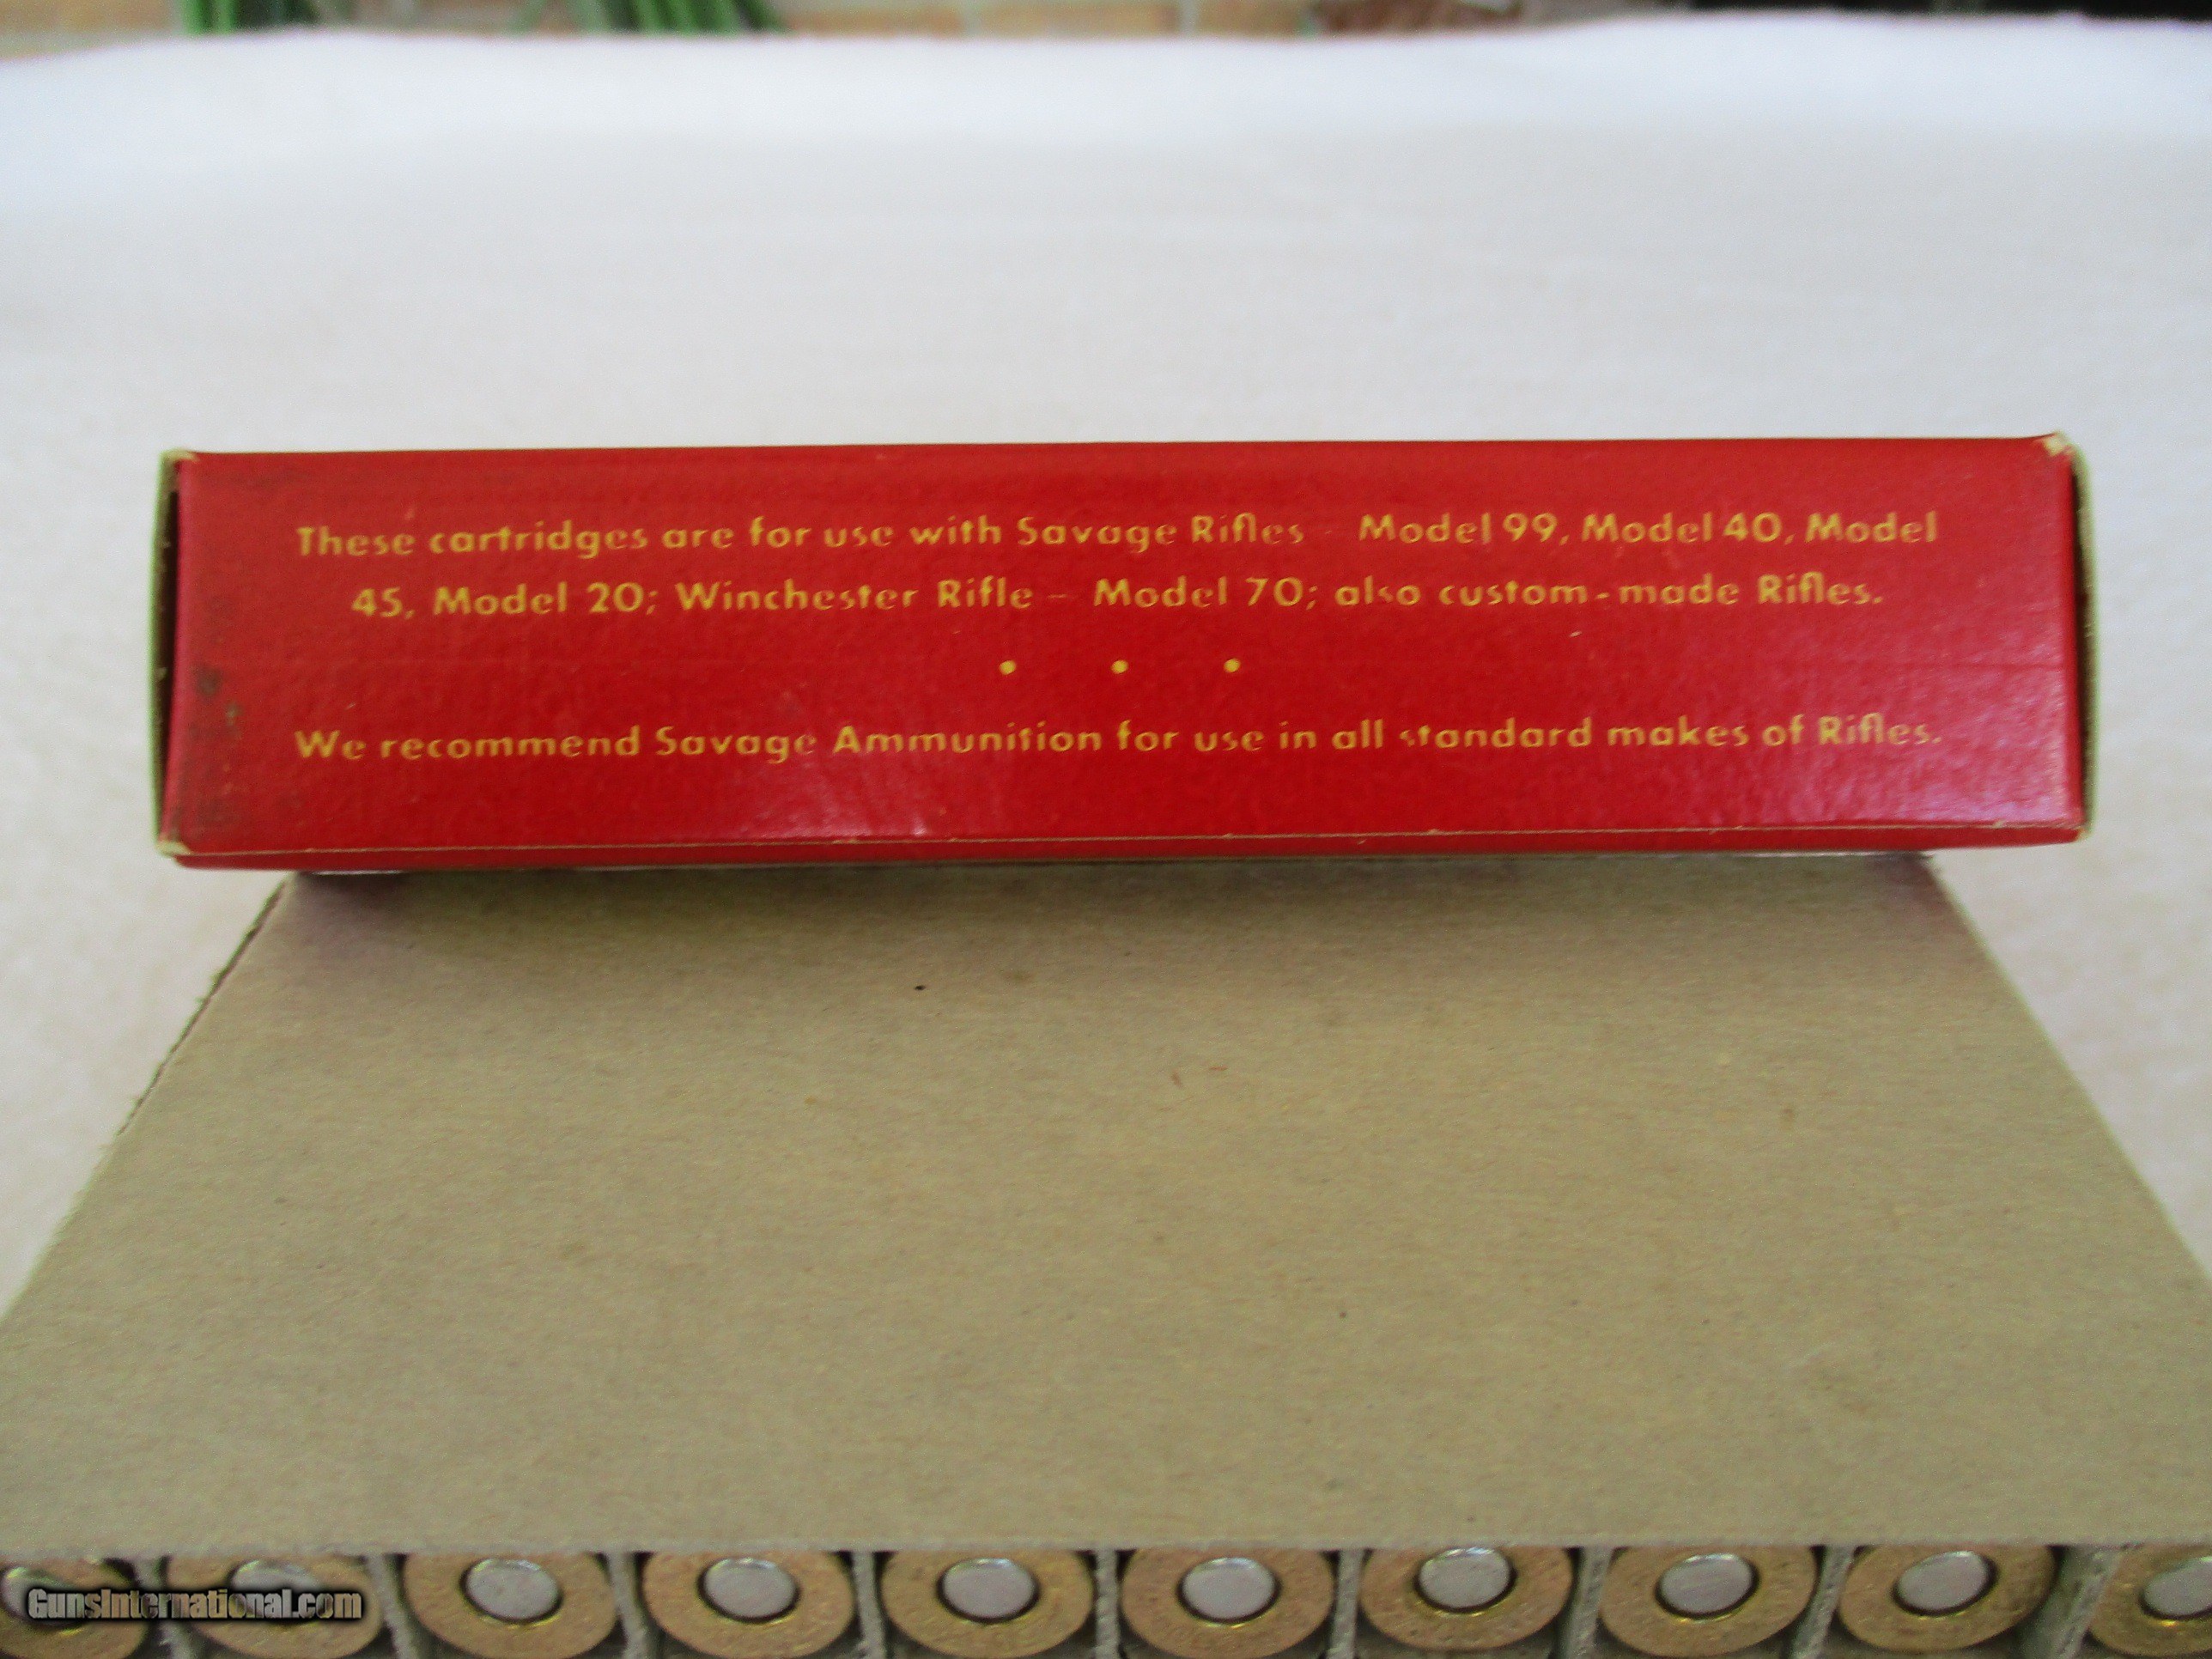 These cartridges are for use with Savage Rifles – Model 99, Model 40, Model
45, Model 20; Winchester Rifle – Model 70; also custom-made Rifles.
• • •
We recommend Savage Ammunition for use in all standard makes of Rifles.
GunsInternational.com